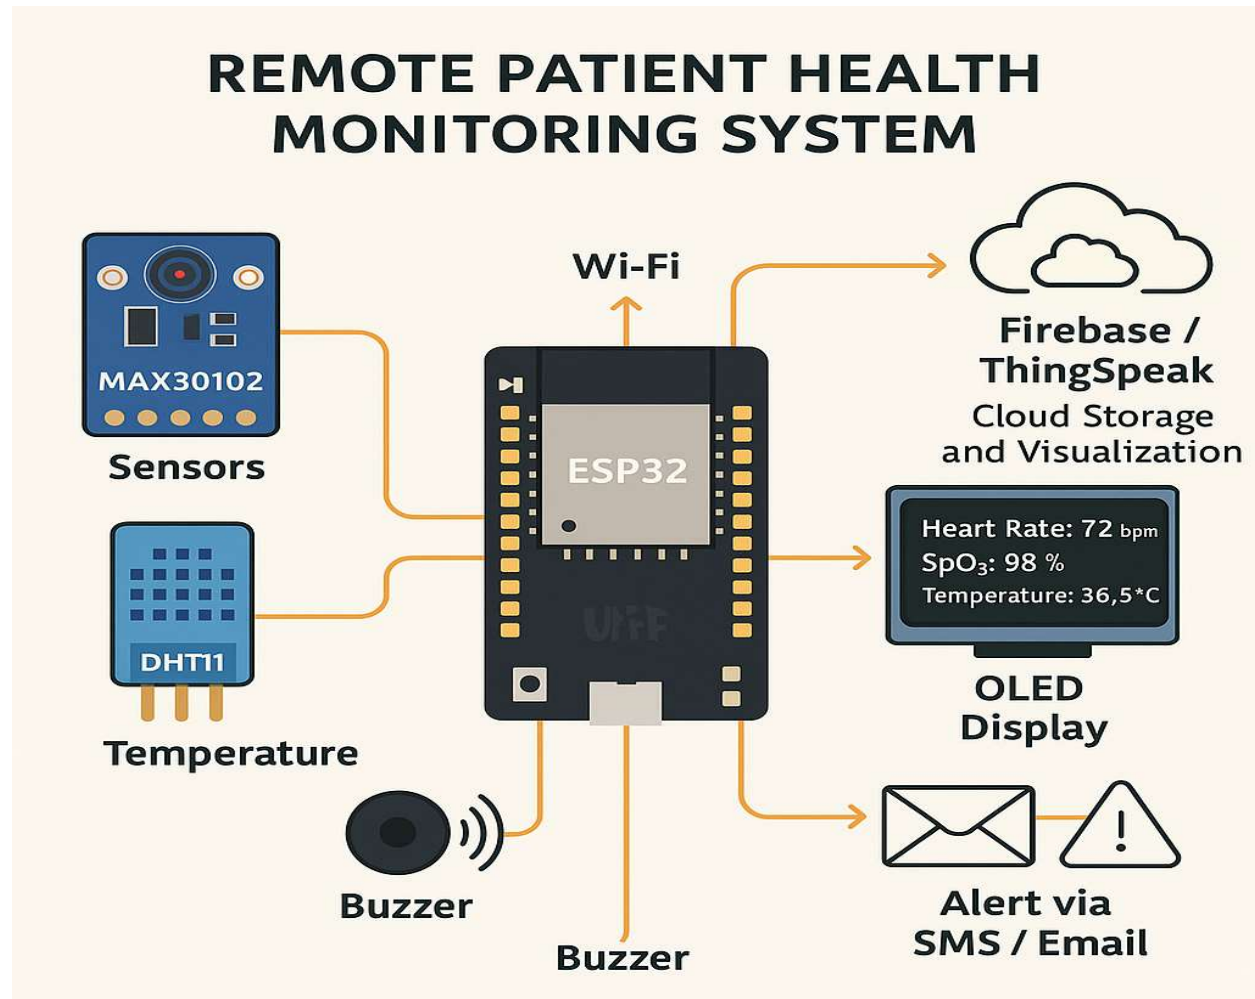 REMOTE PATIENT HEALTH
MONITORING SYSTEM
Wi-Fi
MAX30102
Sensors
Firebase /
ThingSpeak
Cloud Storage
and Visualization
ESP32
Heart Rate: 72 bpm
SpO₃: 98 %
Temperature: 36,5*C
OLED
Display
DHT11
Temperature
Buzzer
Buzzer
Alert via
SMS / Email